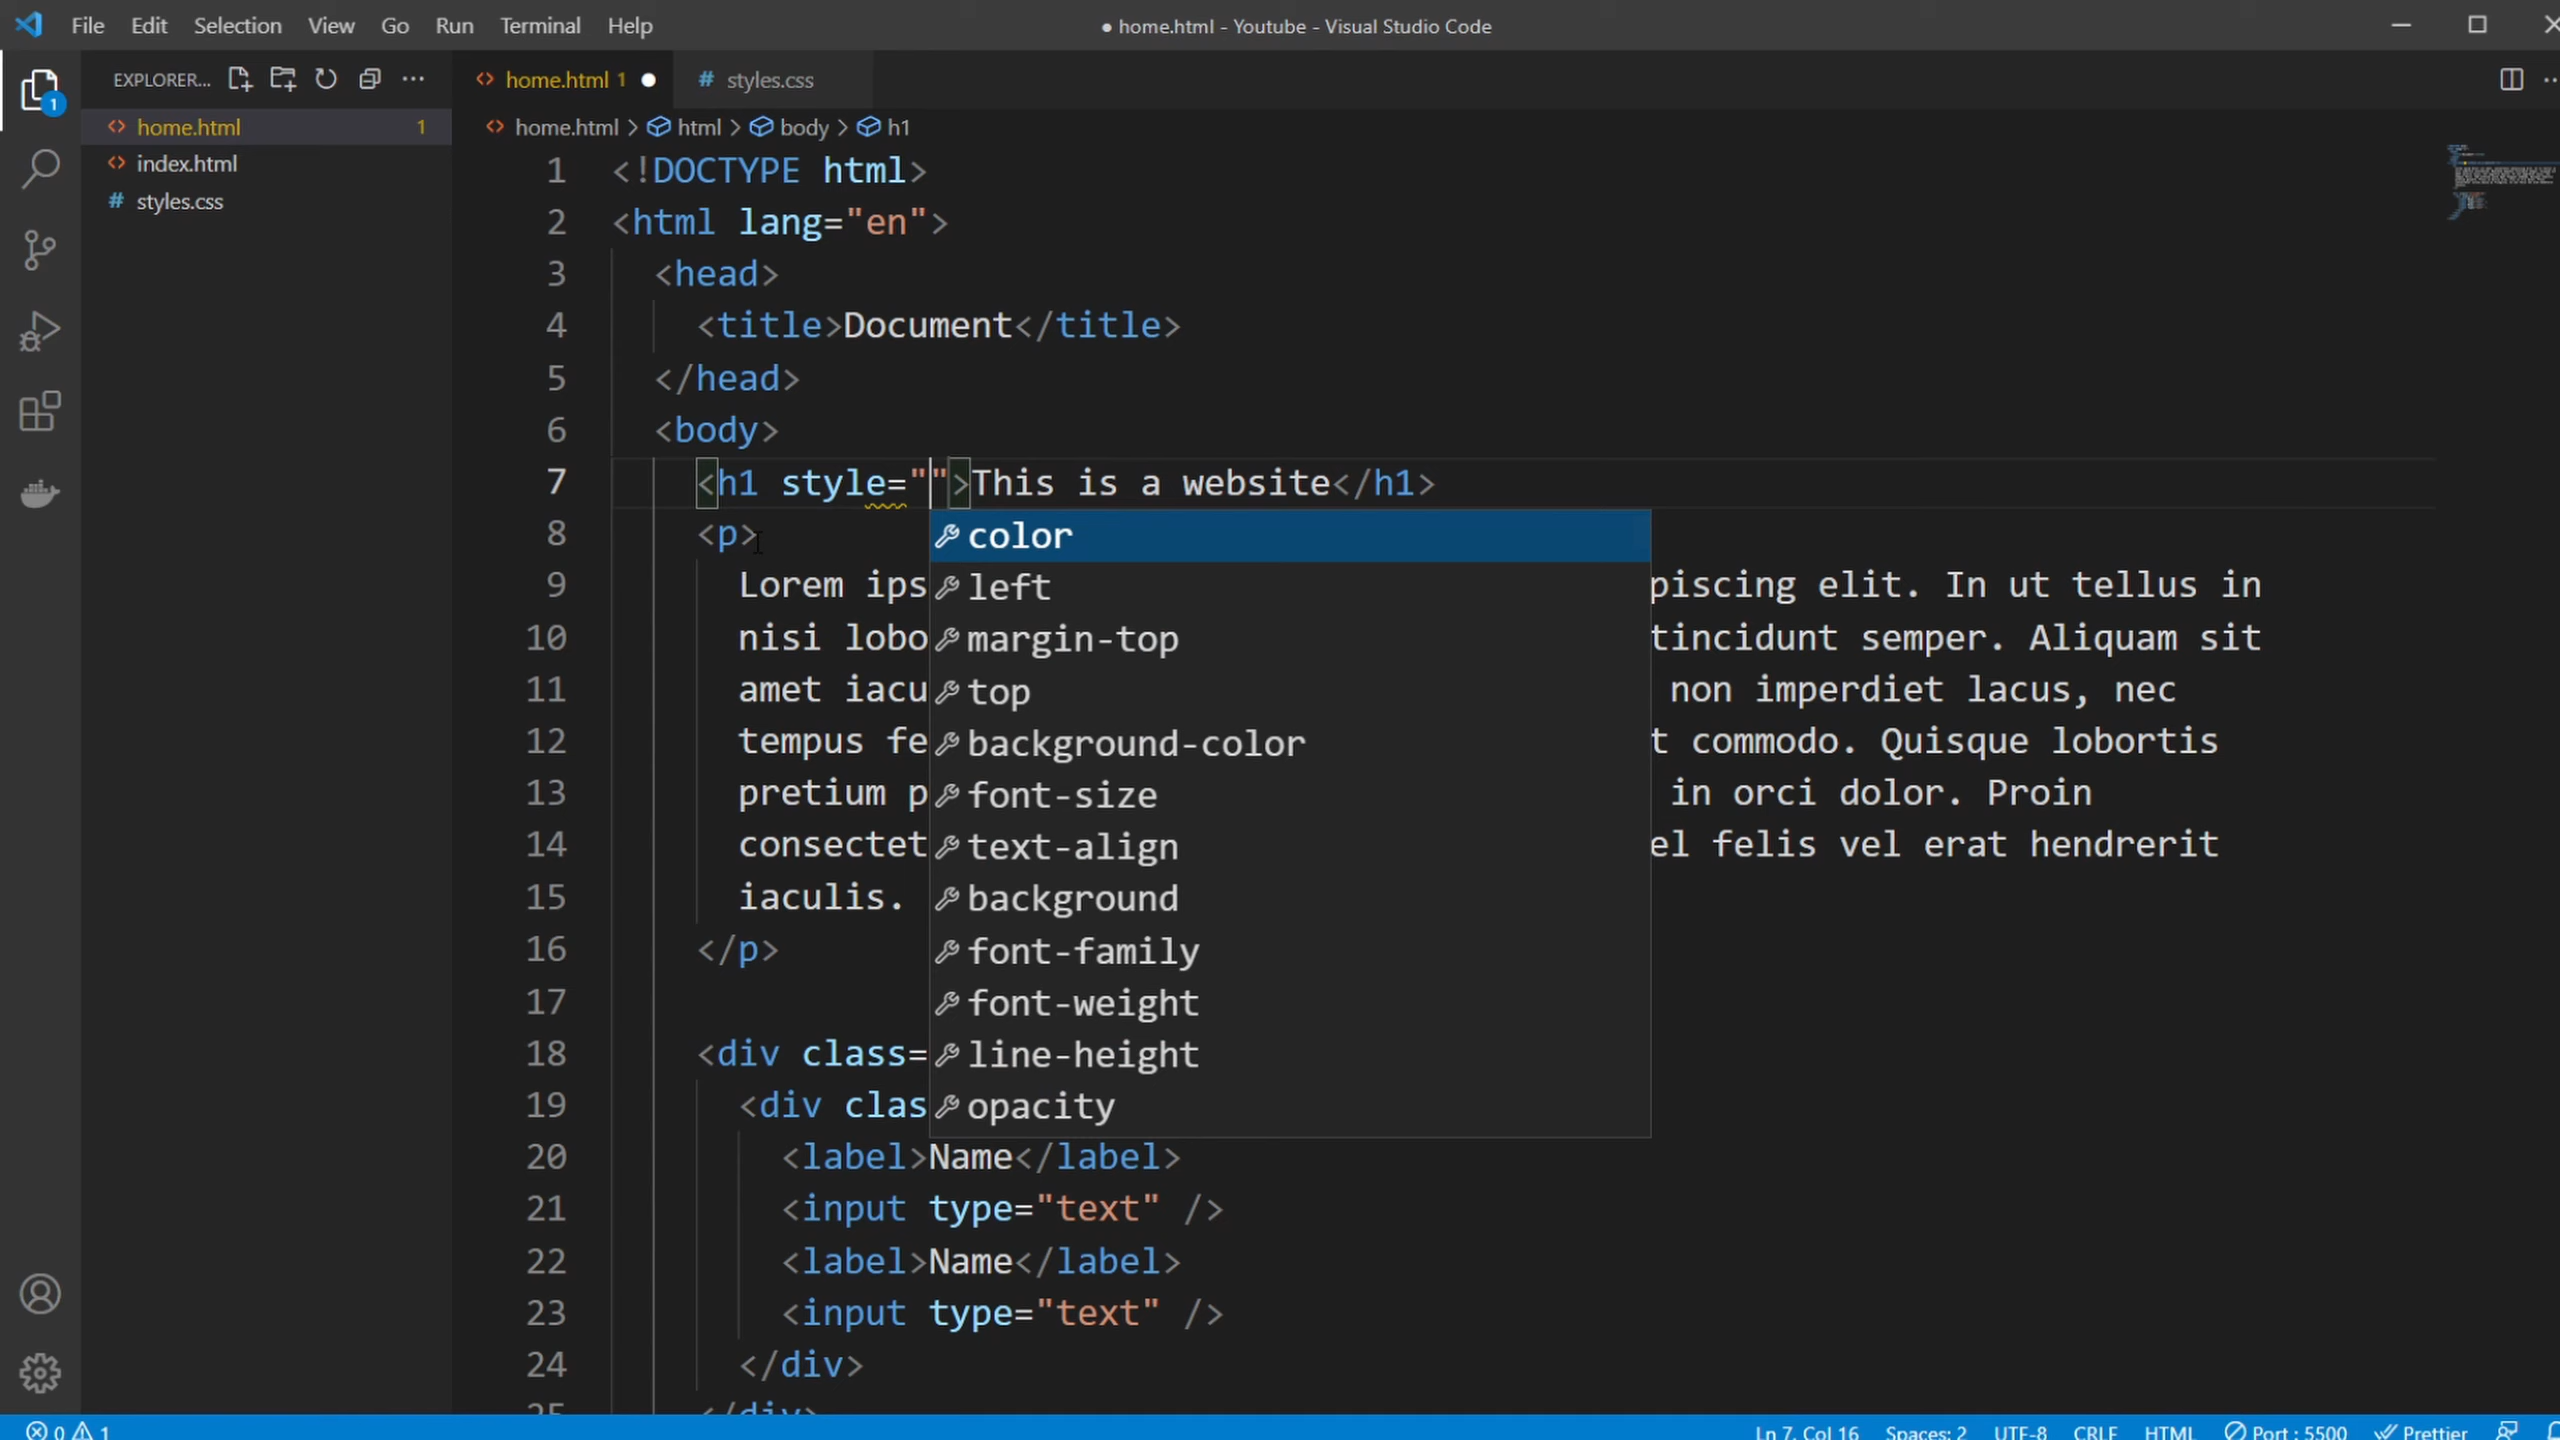 File Edit Selection View Go Run Terminal Help
● home.html - Youtube - Visual Studio Code
EXPLORER...
home.html 1
index.html
styles.css
1
home.html 1 ●
# styles.css
home.html > html > body > h1
1 <!DOCTYPE html>
2 <html lang="en">
3 <head>
4 <title>Document</title>
5 </head>
6 <body>
7 <h1 style="">This is a website</h1>
8 <p>
9 Lorem ips piscing elit. In ut tellus in
10 nisi lobo tincidunt semper. Aliquam sit
11 amet iacu non imperdiet lacus, nec
12 tempus fe t commodo. Quisque lobortis
13 pretium p in orci dolor. Proin
14 consectet el felis vel erat hendrerit
15 iaculis.
16 </p>
17
18 <div class=
19 <div clas
20 <label>Name</label>
21 <input type="text" />
22 <label>Name</label>
23 <input type="text" />
24 </div>
25 </div>
color
left
margin-top
top
background-color
font-size
text-align
background
font-family
font-weight
line-height
opacity
0 1
Ln 7, Col 16 Spaces: 2 UTF-8 CRLF HTML Port : 5500 Prettier